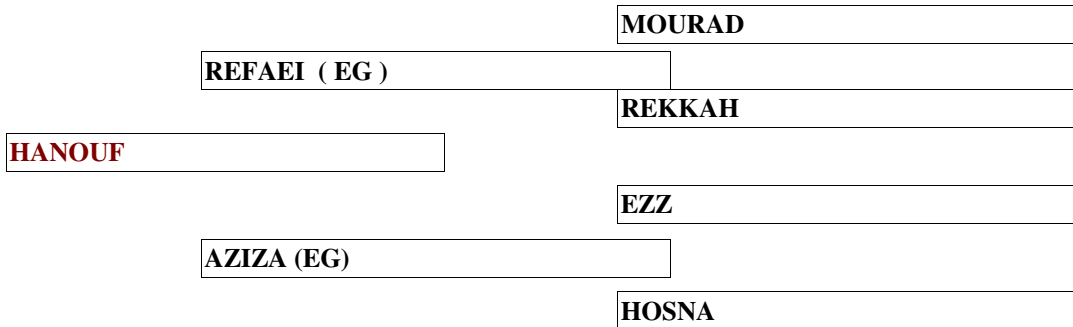 MOURAD
REFAEI ( EG )
REKKAH
HANOUF
EZZ
AZIZA (EG)
HOSNA